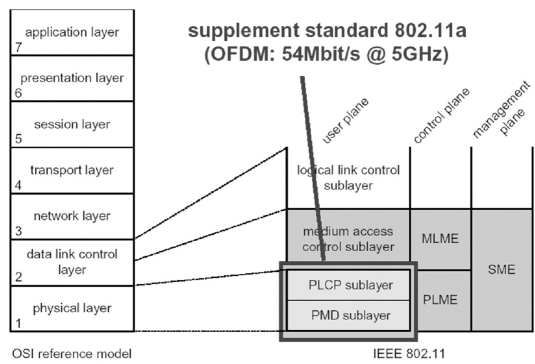 supplement standard 802.11a
(OFDM: 54Mbit/s @ 5GHz)
application layer
7
presentation layer
6
session layer
5
transport layer
4
network layer
3
data link control
layer
2
physical layer
1
OSI reference model
user plane
control plane
management
plane
logical link control
sublayer
medium access
control sublayer
MLME
SME
PLCP sublayer
PLME
PMD sublayer
IEEE 802.11